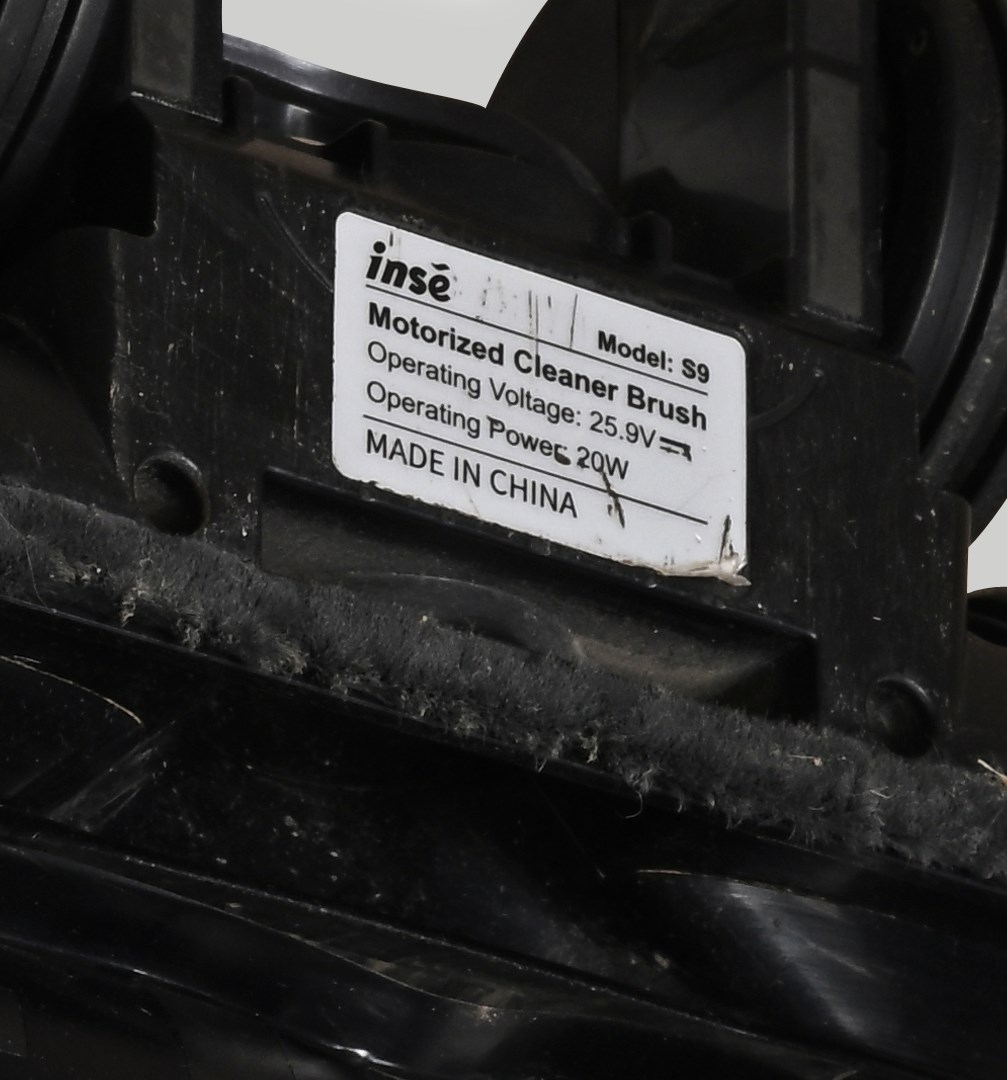 insē
Model: S9
Motorized Cleaner Brush
Operating Voltage: 25.9V⎓
Operating Power: 20W
MADE IN CHINA